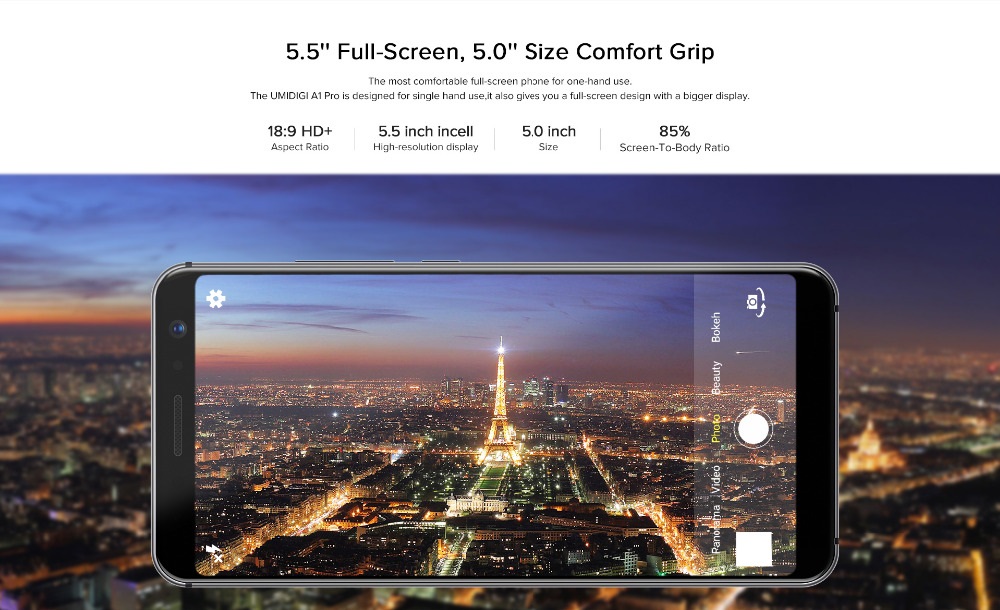 5.5'' Full-Screen, 5.0'' Size Comfort Grip
The most comfortable full-screen phone for one-hand use.
The UMIDIGI A1 Pro is designed for single hand use,it also gives you a full-screen design with a bigger display.
18:9 HD+
Aspect Ratio
5.5 inch incell
High-resolution display
5.0 inch
Size
85%
Screen-To-Body Ratio
Bokeh
Beauty
Photo
Video
Panorama